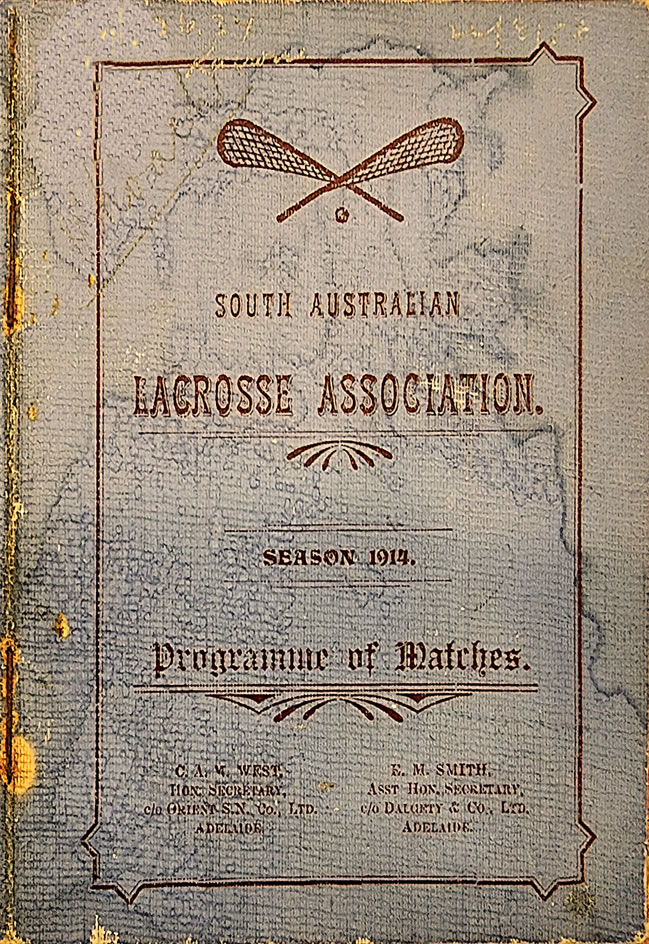 SOUTH AUSTRALIAN
LACROSSE ASSOCIATION.
SEASON 1914.
Programme of Matches.
C. A. M. WEST,
HON. SECRETARY,
c/o ORIENT S.N. CO., LTD.
ADELAIDE.
E. M. SMITH,
ASST HON. SECRETARY,
c/o DALGETY & CO., LTD.
ADELAIDE.